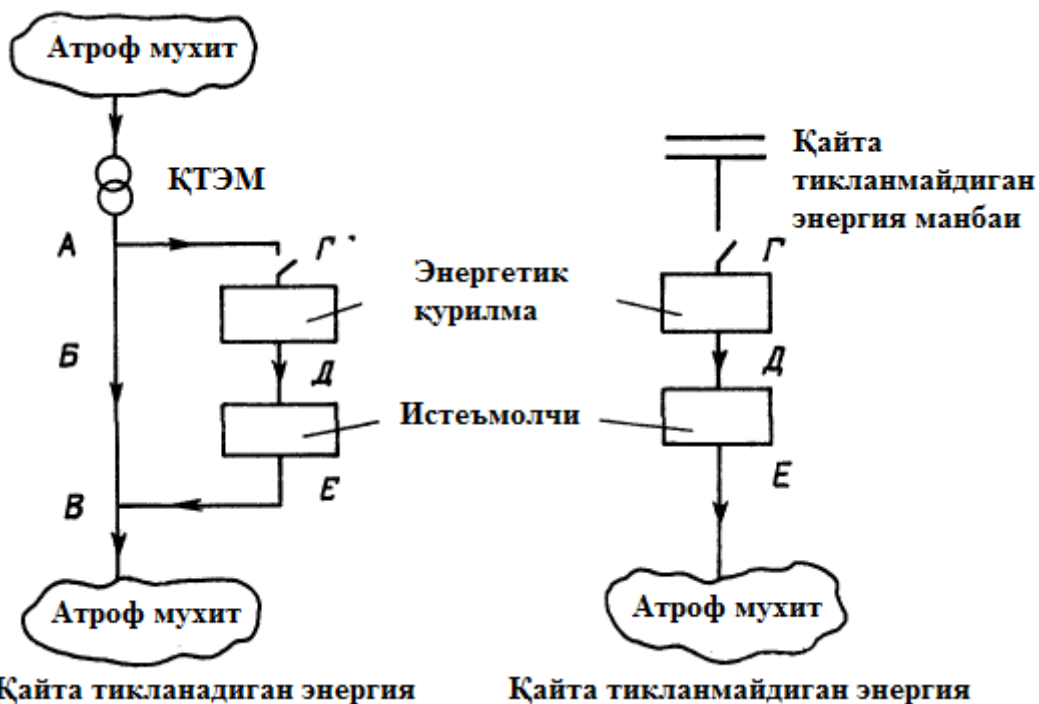 Атроф мухит
ҚТЭМ
А
Г
Б
Д
В
Е
Атроф мухит
Қайта тикланадиган энергия
Энергетик
қурилма
Истеъмолчи
Қайта
тикланмайдиган
энергия манбаи
Г
Д
Е
Атроф мухит
Қайта тикланмайдиган энергия